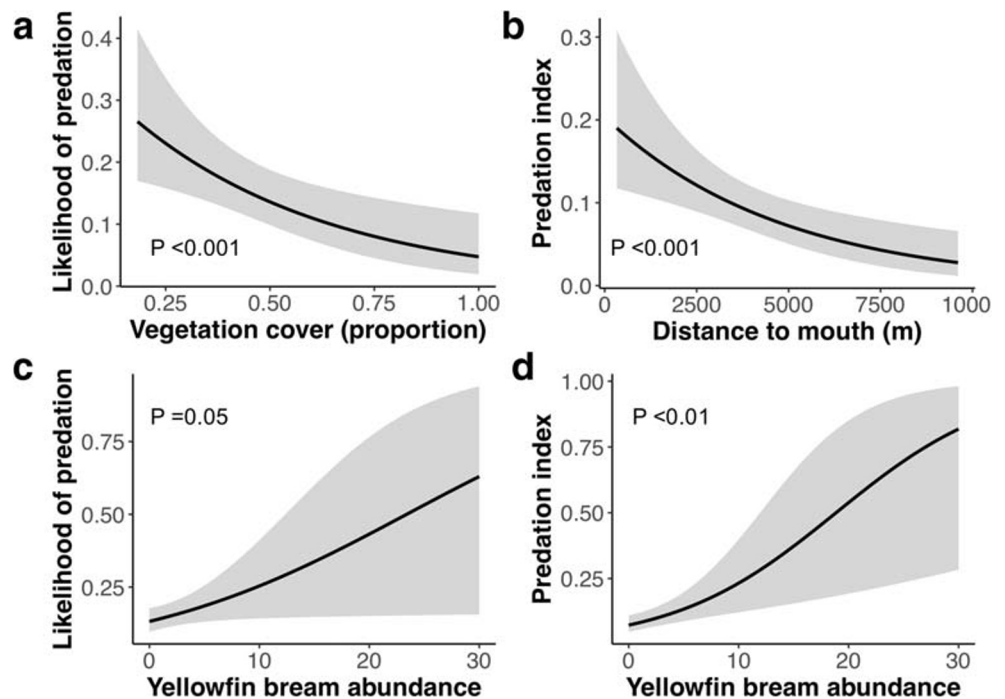 a
Likelihood of predation
0.4
0.3
0.2
0.1
0.0
P <0.001
0.25 0.50 0.75 1.00
Vegetation cover (proportion)
b
Predation index
0.3
0.2
0.1
0.0
P <0.001
0 2500 5000 7500 1000
Distance to mouth (m)
c
Likelihood of predation
0.75
0.50
0.25
P =0.05
0 10 20 30
Yellowfin bream abundance
d
Predation index
1.00
0.75
0.50
0.25
P <0.01
0 10 20 30
Yellowfin bream abundance